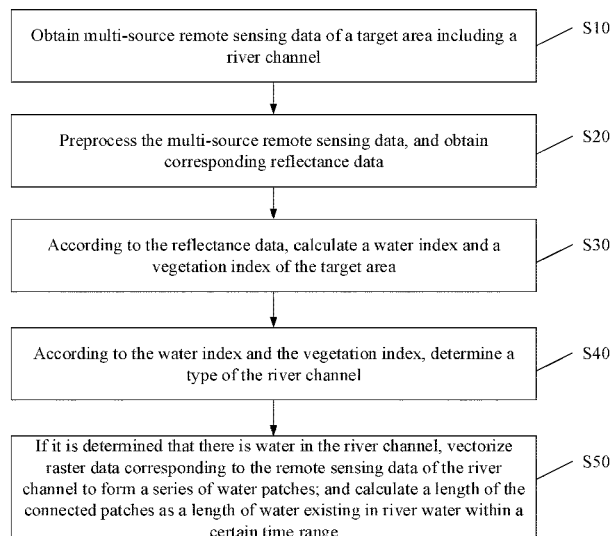 Obtain multi-source remote sensing data of a target area including a
river channel
S10
Preprocess the multi-source remote sensing data, and obtain
corresponding reflectance data
S20
According to the reflectance data, calculate a water index and a
vegetation index of the target area
S30
According to the water index and the vegetation index, determine a
type of the river channel
S40
If it is determined that there is water in the river channel, vectorize
raster data corresponding to the remote sensing data of the river
channel to form a series of water patches; and calculate a length of the
connected patches as a length of water existing in river water within a
certain time range
S50